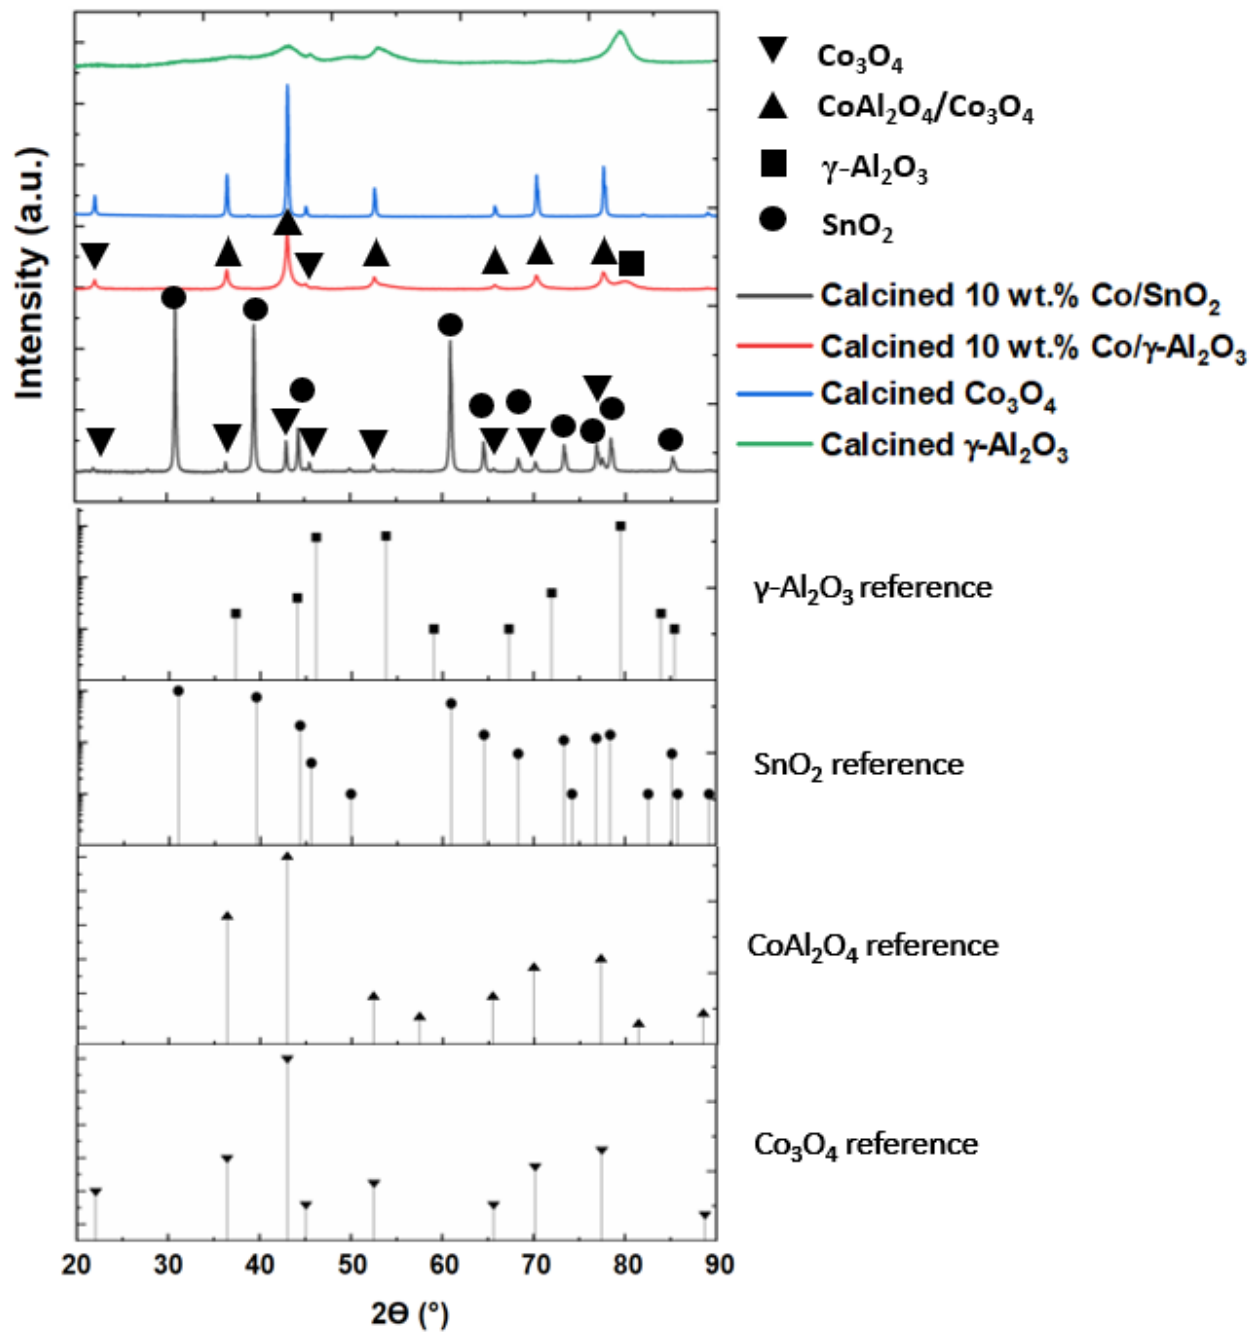 Intensity (a.u.)
Co₃O₄
CoAl₂O₄/Co₃O₄
γ-Al₂O₃
SnO₂
Calcined 10 wt.% Co/SnO₂
Calcined 10 wt.% Co/γ-Al₂O₃
Calcined Co₃O₄
Calcined γ-Al₂O₃
γ-Al₂O₃ reference
SnO₂ reference
CoAl₂O₄ reference
Co₃O₄ reference
20 30 40 50 60 70 80 90
2Θ (°)